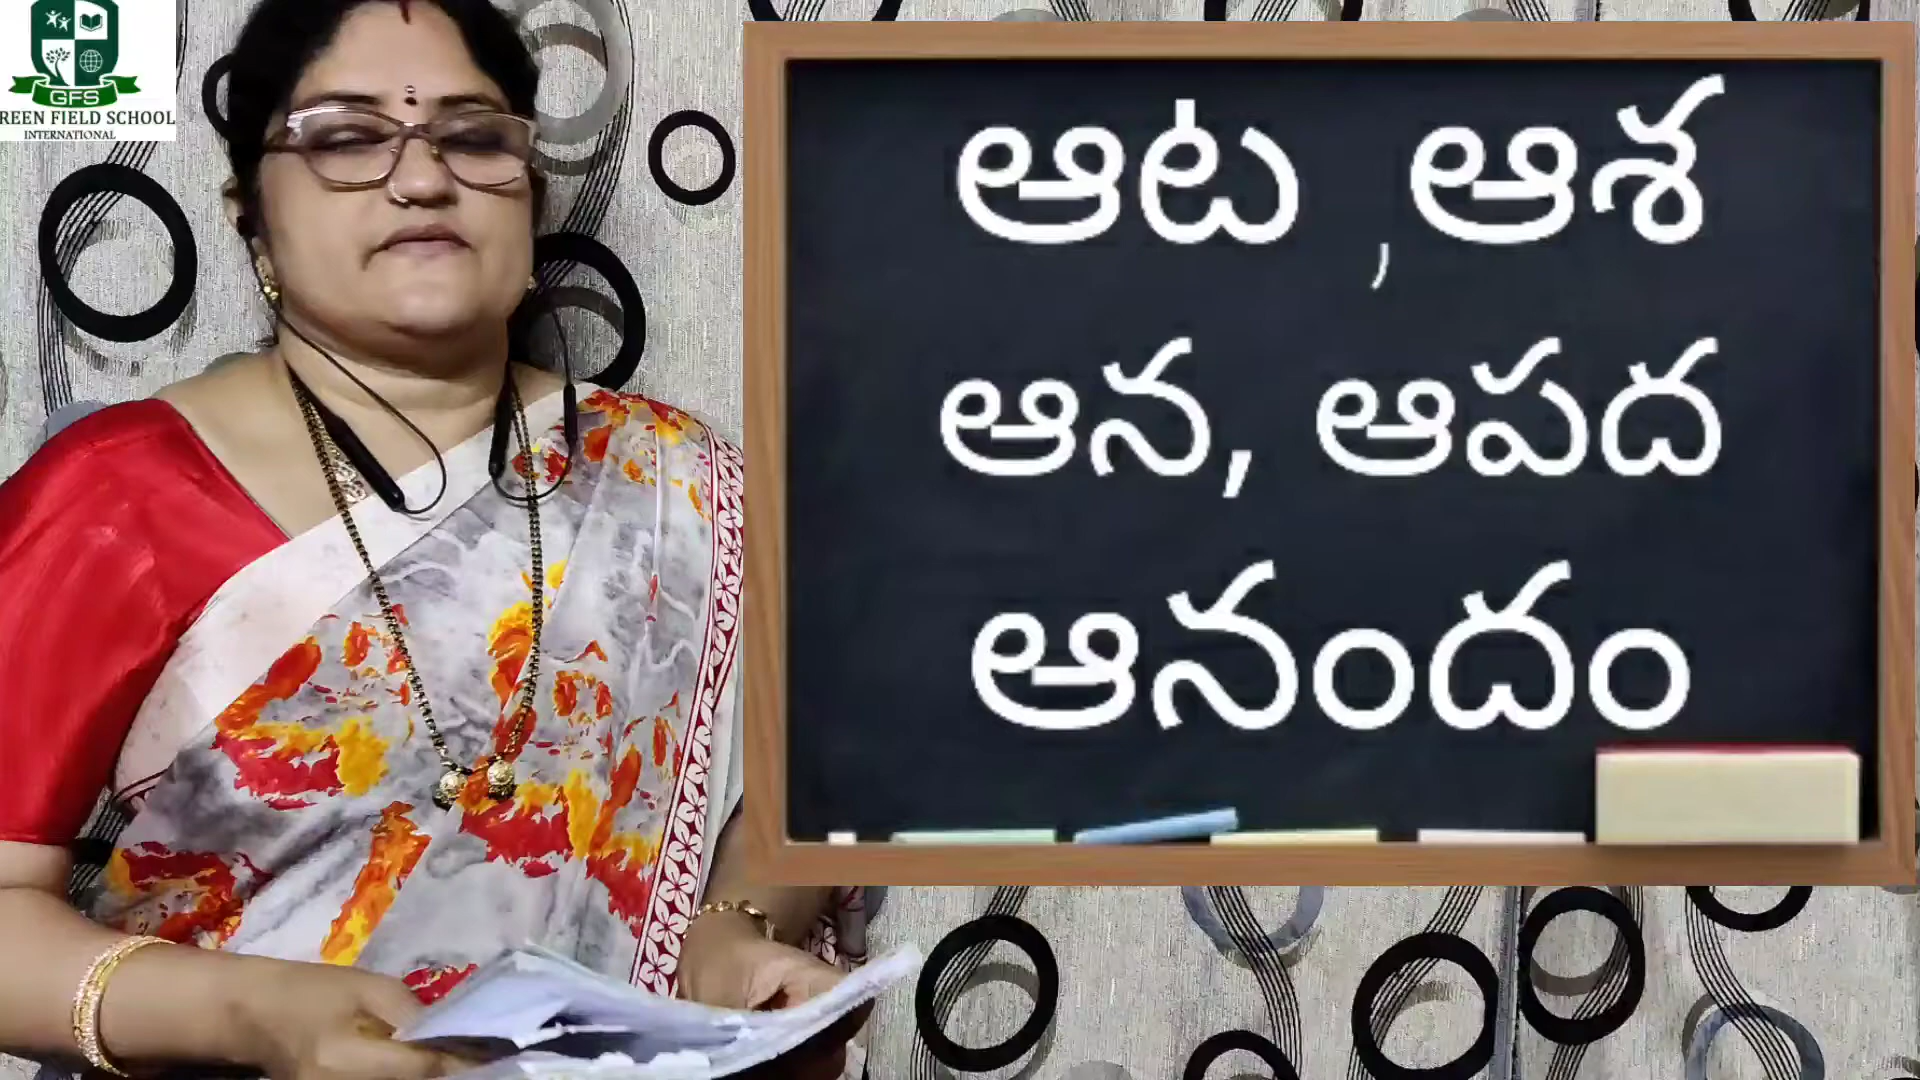 GFS
REEN FIELD SCHOOL
INTERNATIONAL
ఆట , ఆశ
ఆన, ఆపద
ఆనందం